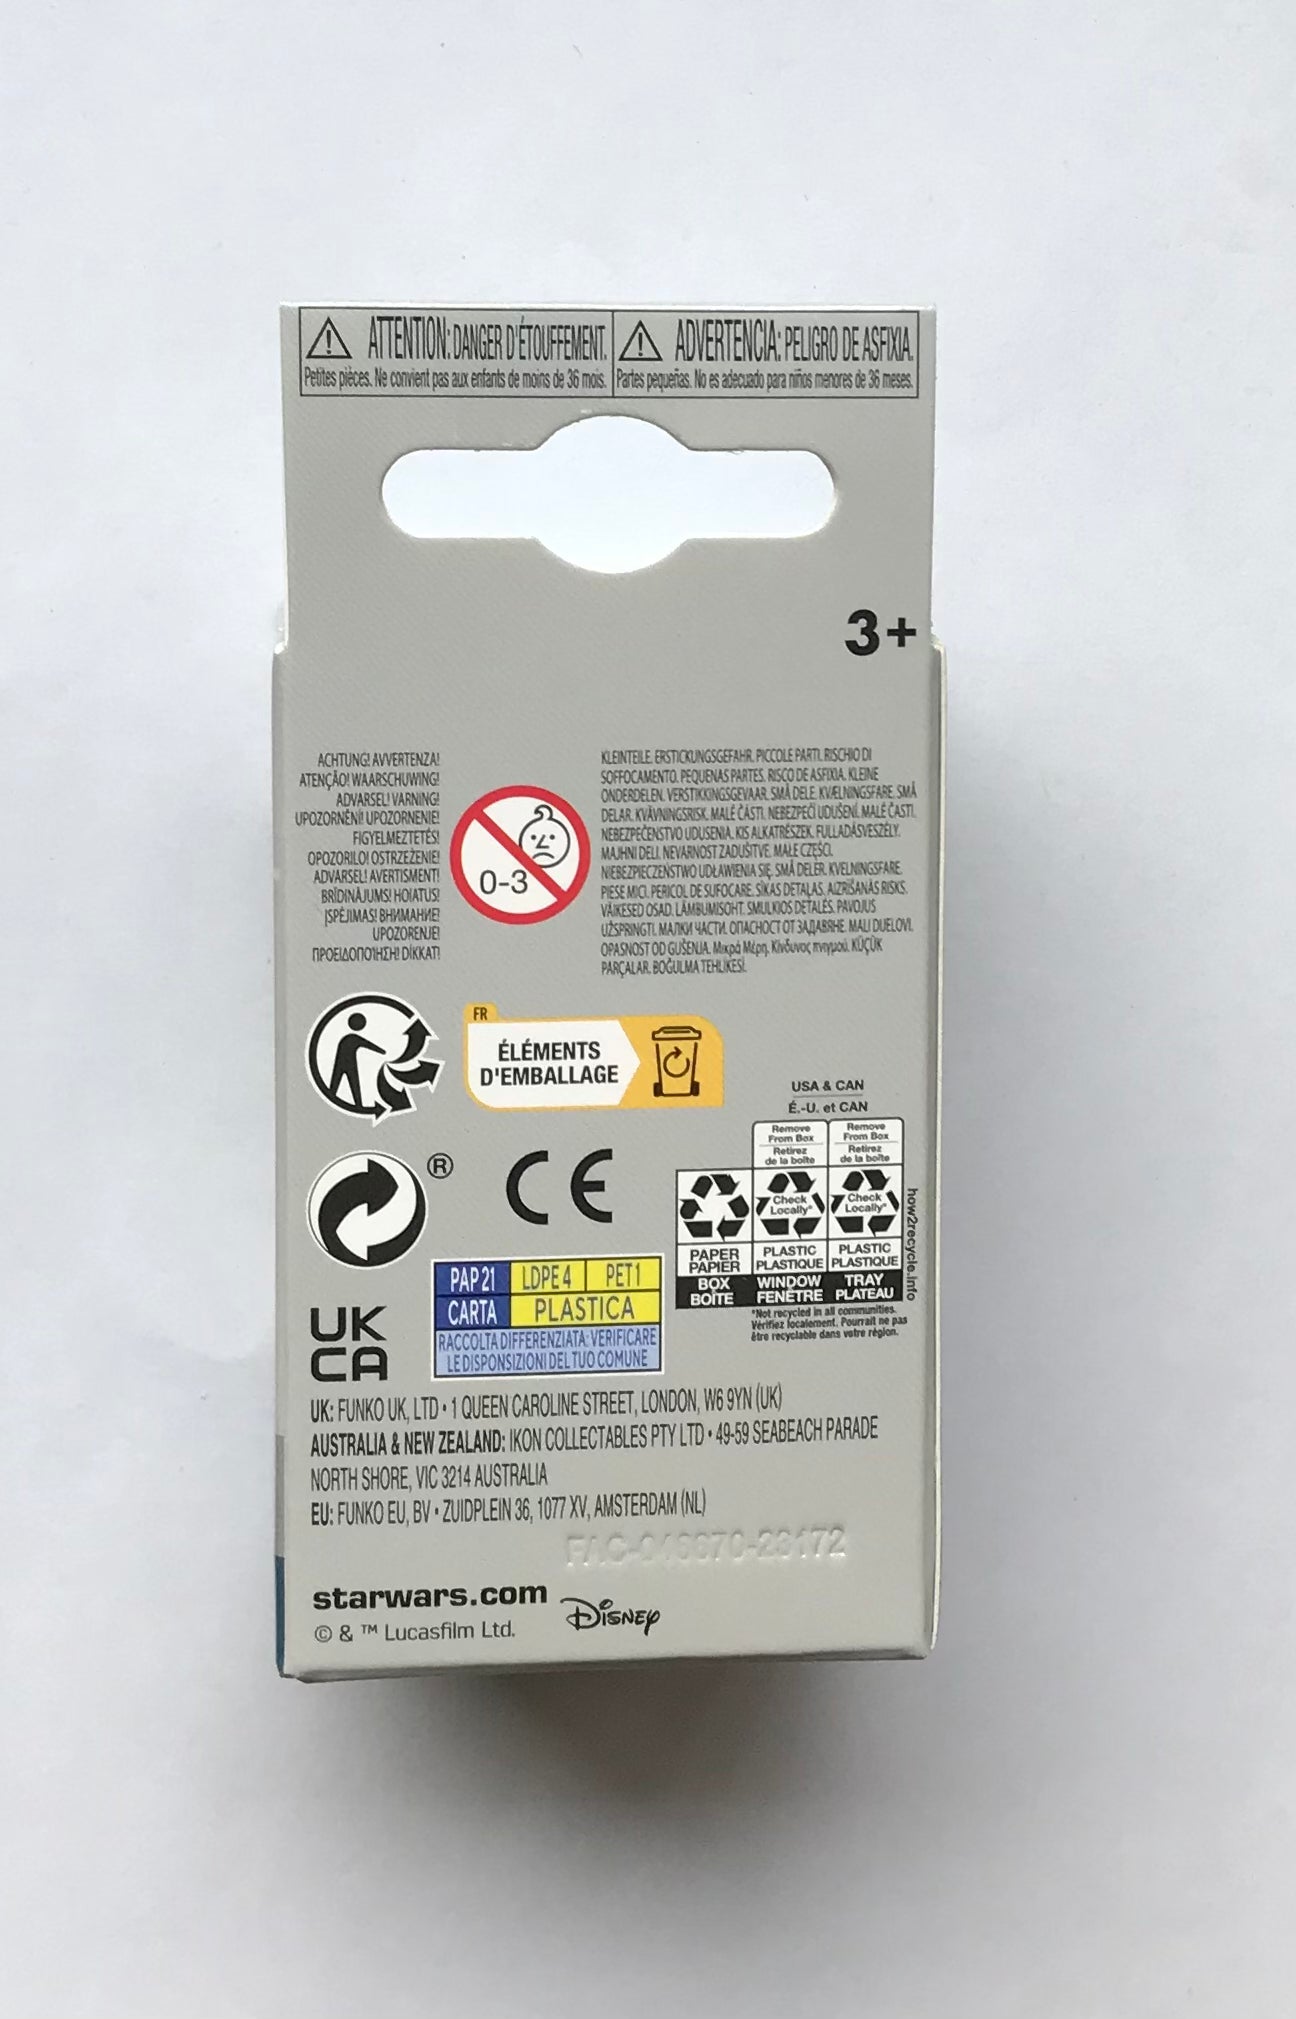 ATTENTION: DANGER D'ÉTOUFFEMENT.
Petites pièces. Ne convient pas aux enfants de moins de 36 mois.
ADVERTENCIA: PELIGRO DE ASFIXIA.
Partes pequeñas. No es adecuado para niños menores de 36 meses.
3+
ACHTUNG! AVVERTENZA!
ATENÇÃO! WAARSCHUWING!
ADVARSEL! VARNING!
UPOZORNĚNÍ! UPOZORNENIE!
FIGYELMEZTETÉS!
OPOZORILO! OSTRZEŻENIE!
ADVARSEL! AVERTISMENT!
BRĪDINĀJUMS! HOIATUS!
ĮSPĖJIMAS! ВНИМАНИЕ!
UPOZORENJE!
ΠΡΟΕΙΔΟΠΟΊΗΣΗ! DİKKAT!
0-3
KLEINTEILE. ERSTICKUNGSGEFAHR. PICCOLE PARTI. RISCHIO DI
SOFFOCAMENTO. PEQUENAS PARTES. RISCO DE ASFIXIA. KLEINE
ONDERDELEN. VERSTIKKINGSGEVAAR. SMÅ DELE. KVÆLNINGSFARE. SMÅ
DELAR. KVÄVNINGSRISK. MALÉ ČÁSTI. NEBEZPEČÍ UDUŠENÍ. MALÉ ČASTI.
NEBEZPEČENSTVO UDUSENIA. KIS ALKATRÉSZEK. FULLADÁSVESZÉLY.
MAJHNI DELI. NEVARNOST ZADUŠITVE. MAŁE CZĘŚCI.
NIEBEZPIECZENSTWO UDŁAWIENIA SIĘ. SMÅ DELER. KVELNINGSFARE.
PIESE MICI. PERICOL DE SUFOCARE. SĪKAS DETAĻAS. AIZRĪŠANĀS RISKS.
VÄIKESED OSAD. LÄMBUMISOHT. SMULKIOS DETALĖS. PAVOJUS
UŽSPRINGTI. МАЛКИ ЧАСТИ. ОПАСНОСТ ОТ ЗАДАВЯНЕ. MALI DIJELOVI.
OPASNOST OD GUŠENJA. Μικρά Μέρη. Κίνδυνος πνιγμού. KÜÇÜK
PARÇALAR. BOĞULMA TEHLİKESİ.
FR
ÉLÉMENTS
D'EMBALLAGE
USA & CAN
É.-U. et CAN
Remove
From Box
Retirez
de la boîte
Remove
From Box
Retirez
de la boîte
Check
Locally*
Check
Locally*
PAPER
PAPIER
PLASTIC
PLASTIQUE
PLASTIC
PLASTIQUE
BOX
BOÎTE
WINDOW
FENÊTRE
TRAY
PLATEAU
how2recycle.info
*Not recycled in all communities.
Vérifiez localement. Pourrait ne pas
être recyclable dans votre région.
®
CE
PAP 21 LDPE 4 PET 1
CARTA PLASTICA
RACCOLTA DIFFERENZIATA: VERIFICARE
LE DISPONSIZIONI DEL TUO COMUNE
UK
CA
UK: FUNKO UK, LTD • 1 QUEEN CAROLINE STREET, LONDON, W6 9YN (UK)
AUSTRALIA & NEW ZEALAND: IKON COLLECTABLES PTY LTD • 49-59 SEABEACH PARADE
NORTH SHORE, VIC 3214 AUSTRALIA
EU: FUNKO EU, BV • ZUIDPLEIN 36, 1077 XV, AMSTERDAM (NL)
starwars.com
© & ™ Lucasfilm Ltd.
Disney